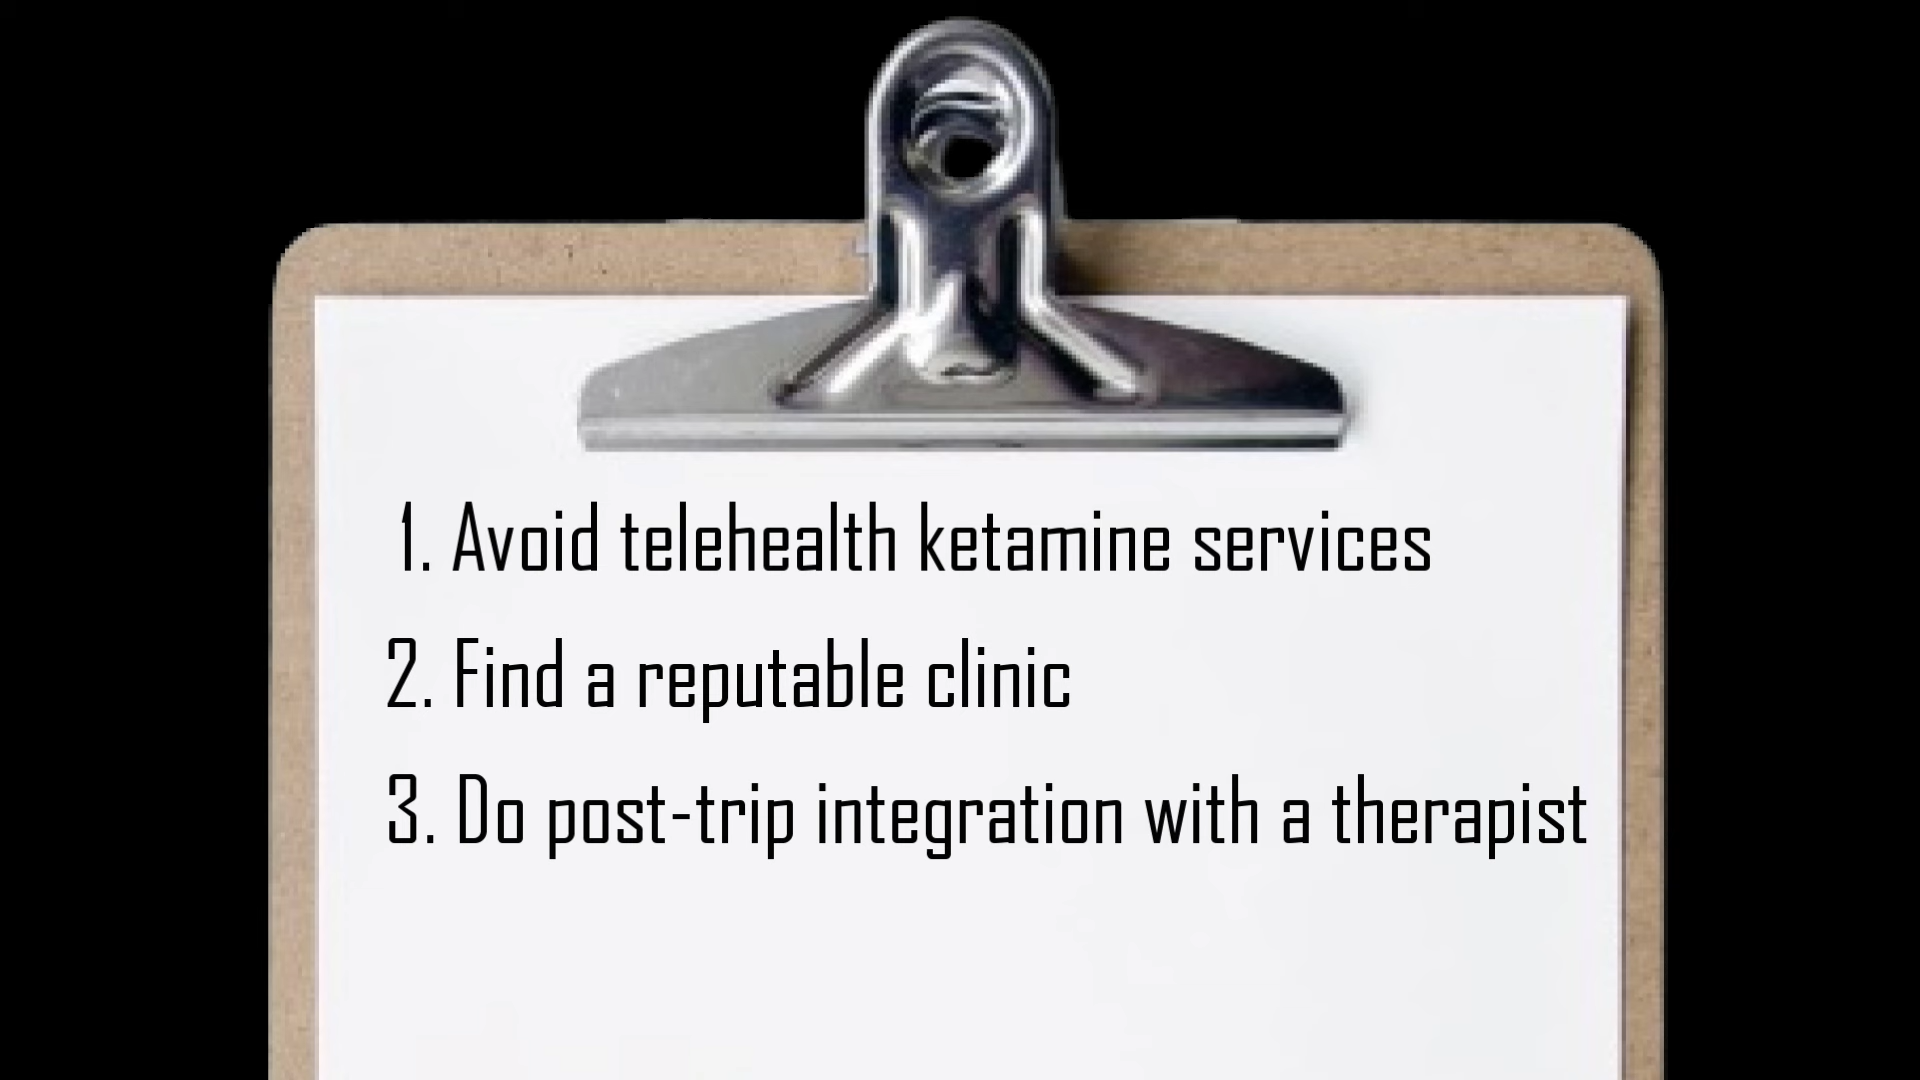 1. Avoid telehealth ketamine services
2. Find a reputable clinic
3. Do post-trip integration with a therapist